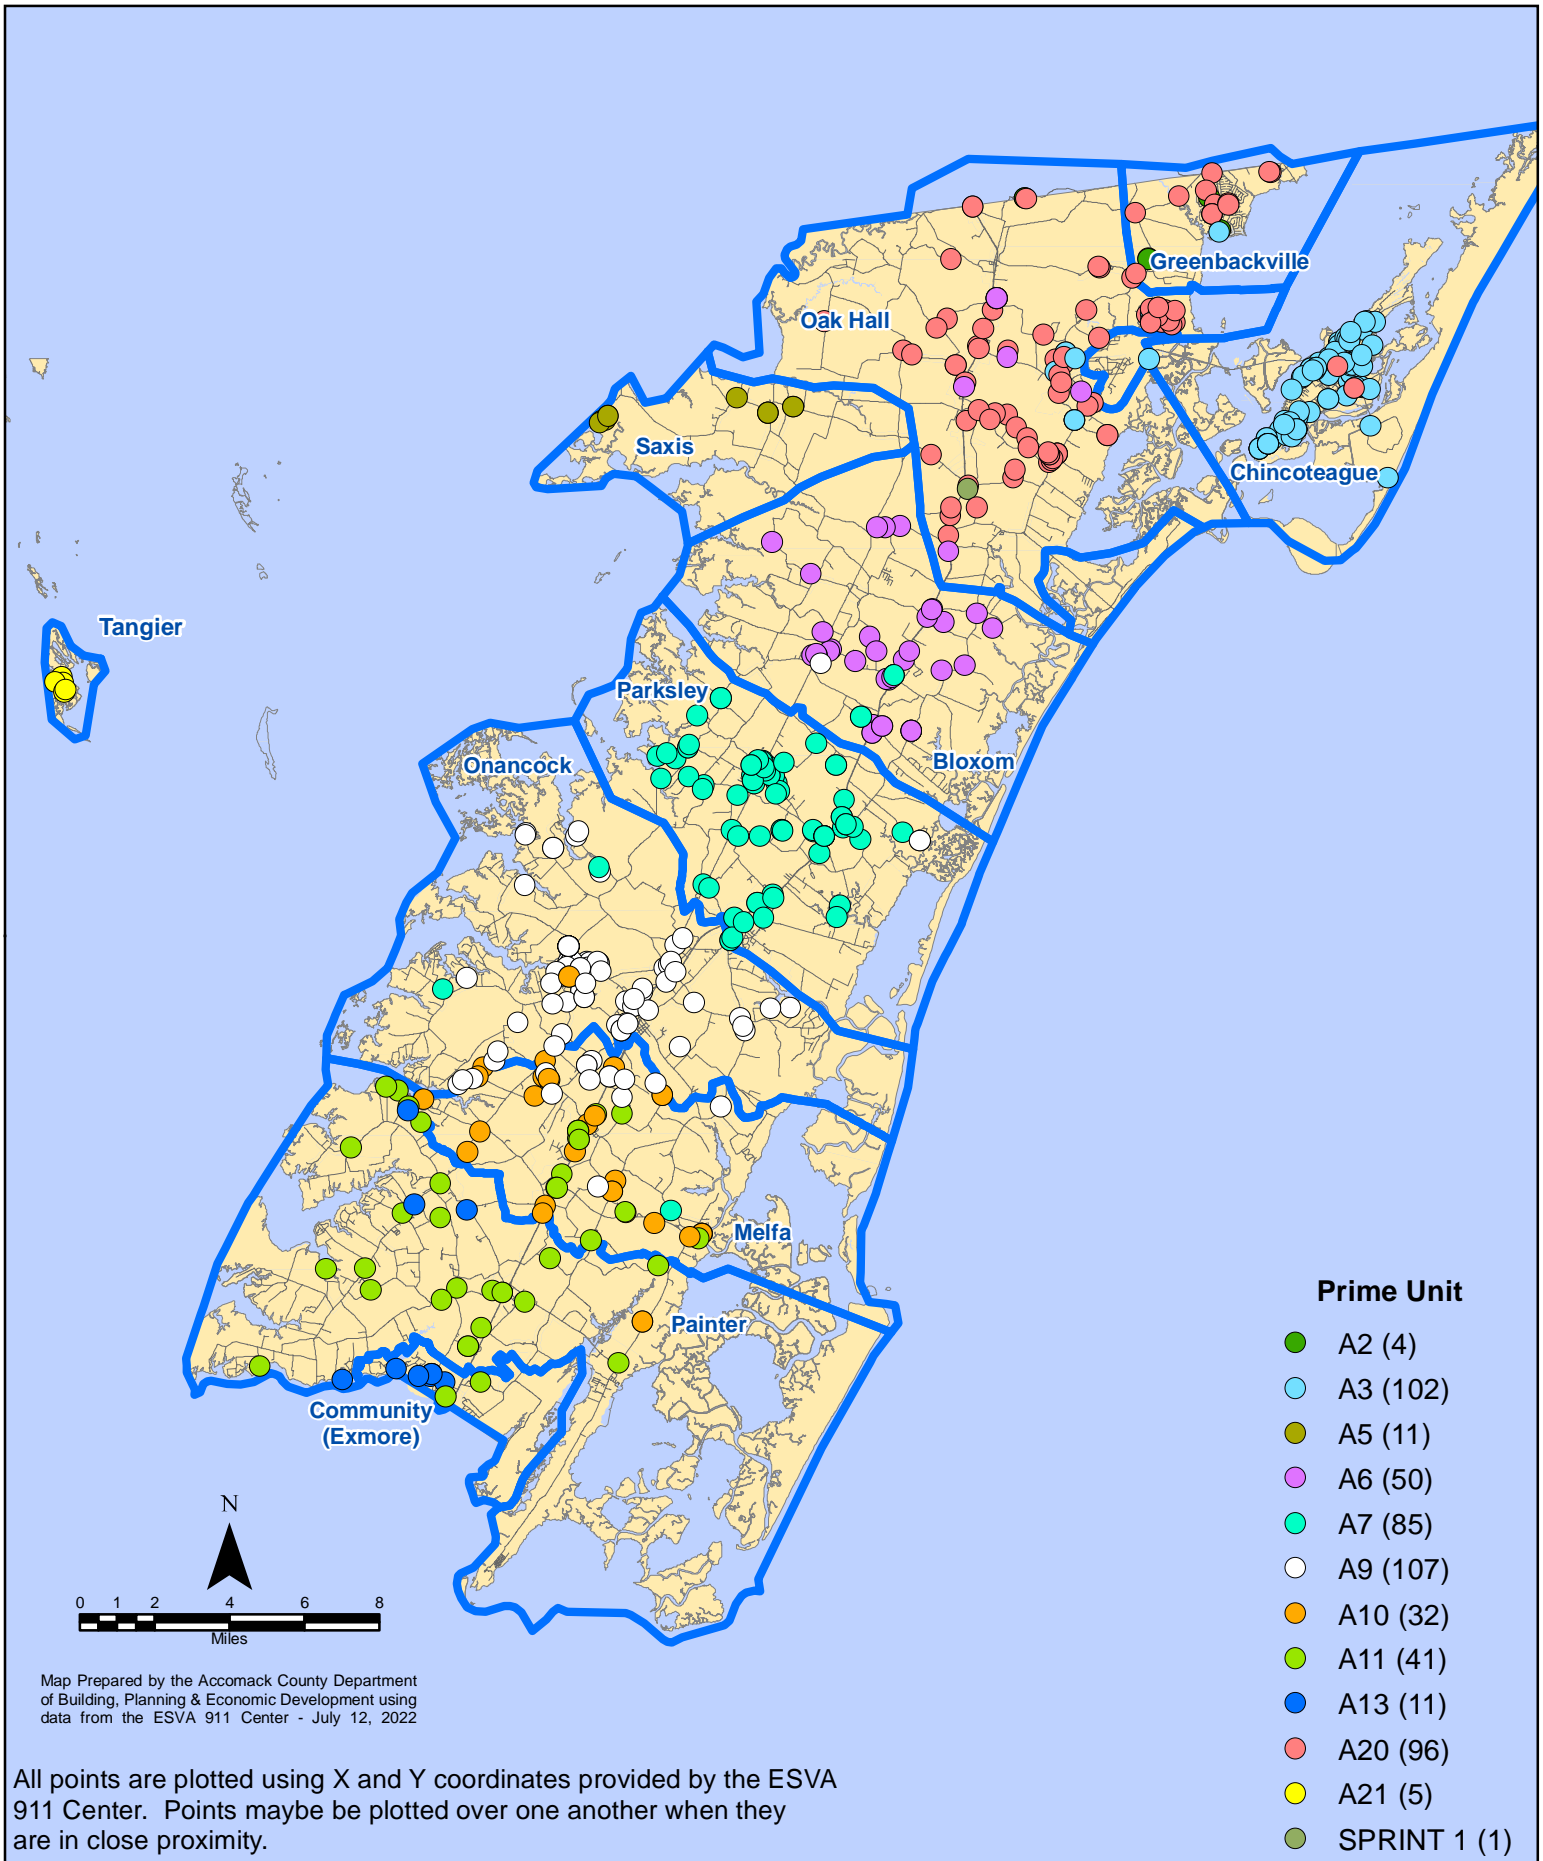 Greenbackville
Oak Hall
Saxis
Chincoteague
Tangier
Parksley
Bloxom
Onancock
Melfa
Painter
Community
(Exmore)
N
0 1 2 4 6 8
Miles
Map Prepared by the Accomack County Department
of Building, Planning & Economic Development using
data from the ESVA 911 Center - July 12, 2022
All points are plotted using X and Y coordinates provided by the ESVA
911 Center. Points maybe be plotted over one another when they
are in close proximity.
Prime Unit
A2 (4)
A3 (102)
A5 (11)
A6 (50)
A7 (85)
A9 (107)
A10 (32)
A11 (41)
A13 (11)
A20 (96)
A21 (5)
SPRINT 1 (1)